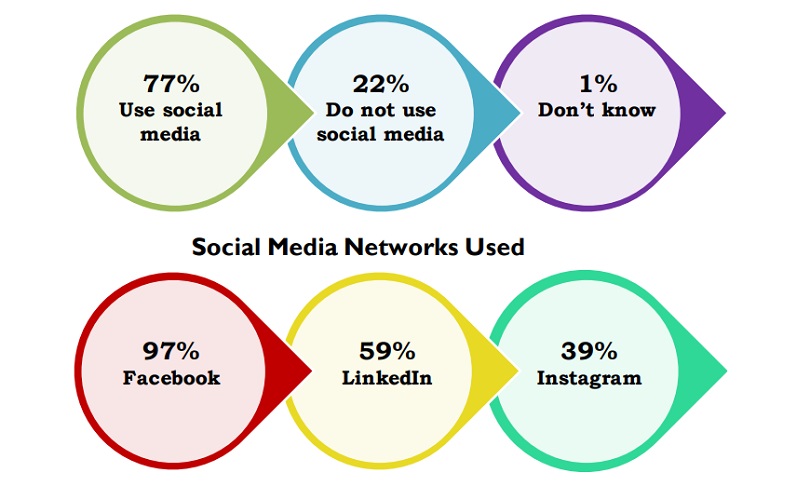 77%
Use social
media
22%
Do not use
social media
1%
Don't know
Social Media Networks Used
97%
Facebook
59%
LinkedIn
39%
Instagram